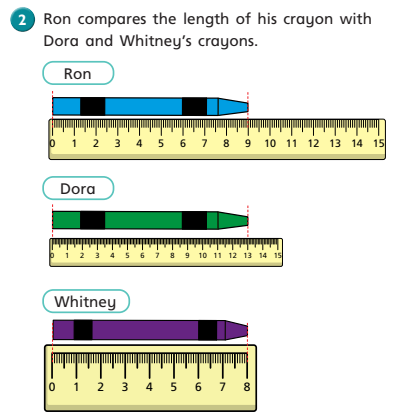 2 Ron compares the length of his crayon with
Dora and Whitney's crayons.
Ron
0 1 2 3 4 5 6 7 8 9 10 11 12 13 14 15
Dora
0 1 2 3 4 5 6 7 8 9 10 11 12 13 14 15
Whitney
0 1 2 3 4 5 6 7 8